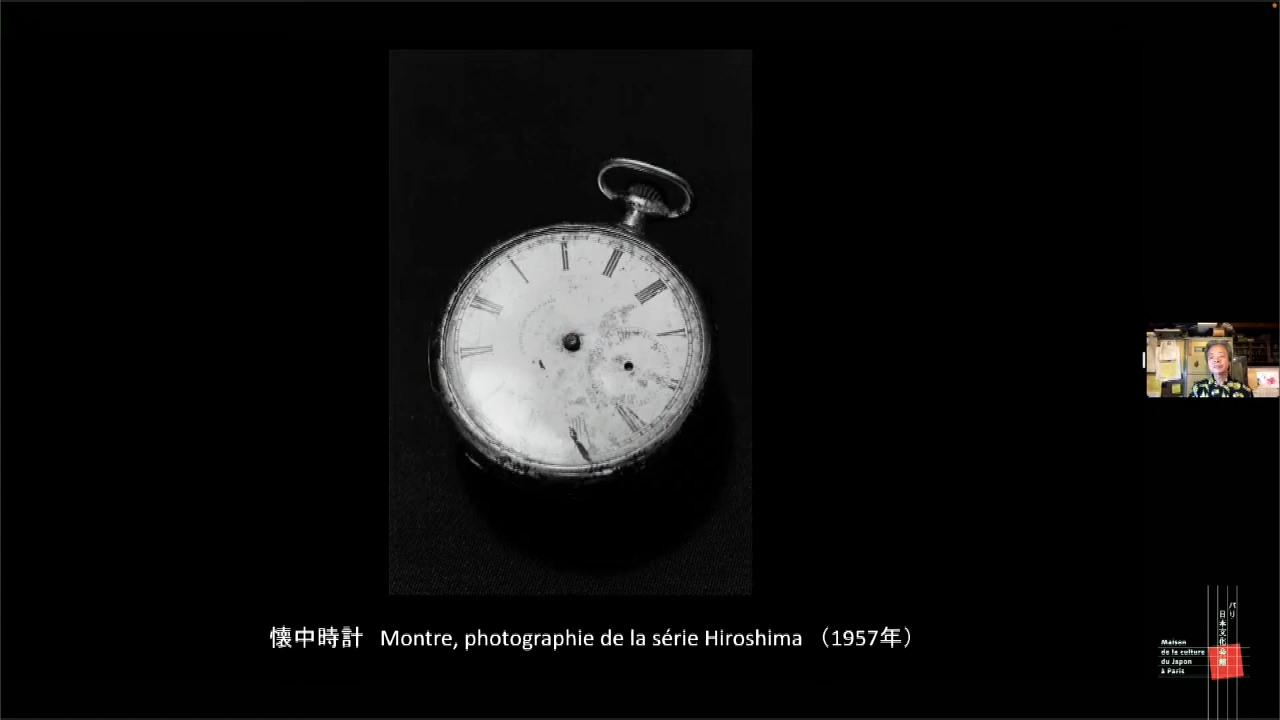 懐中時計 Montre, photographie de la série Hiroshima （1957年）
パリ
日本文化会館
Maison
de la culture
du Japon
à Paris